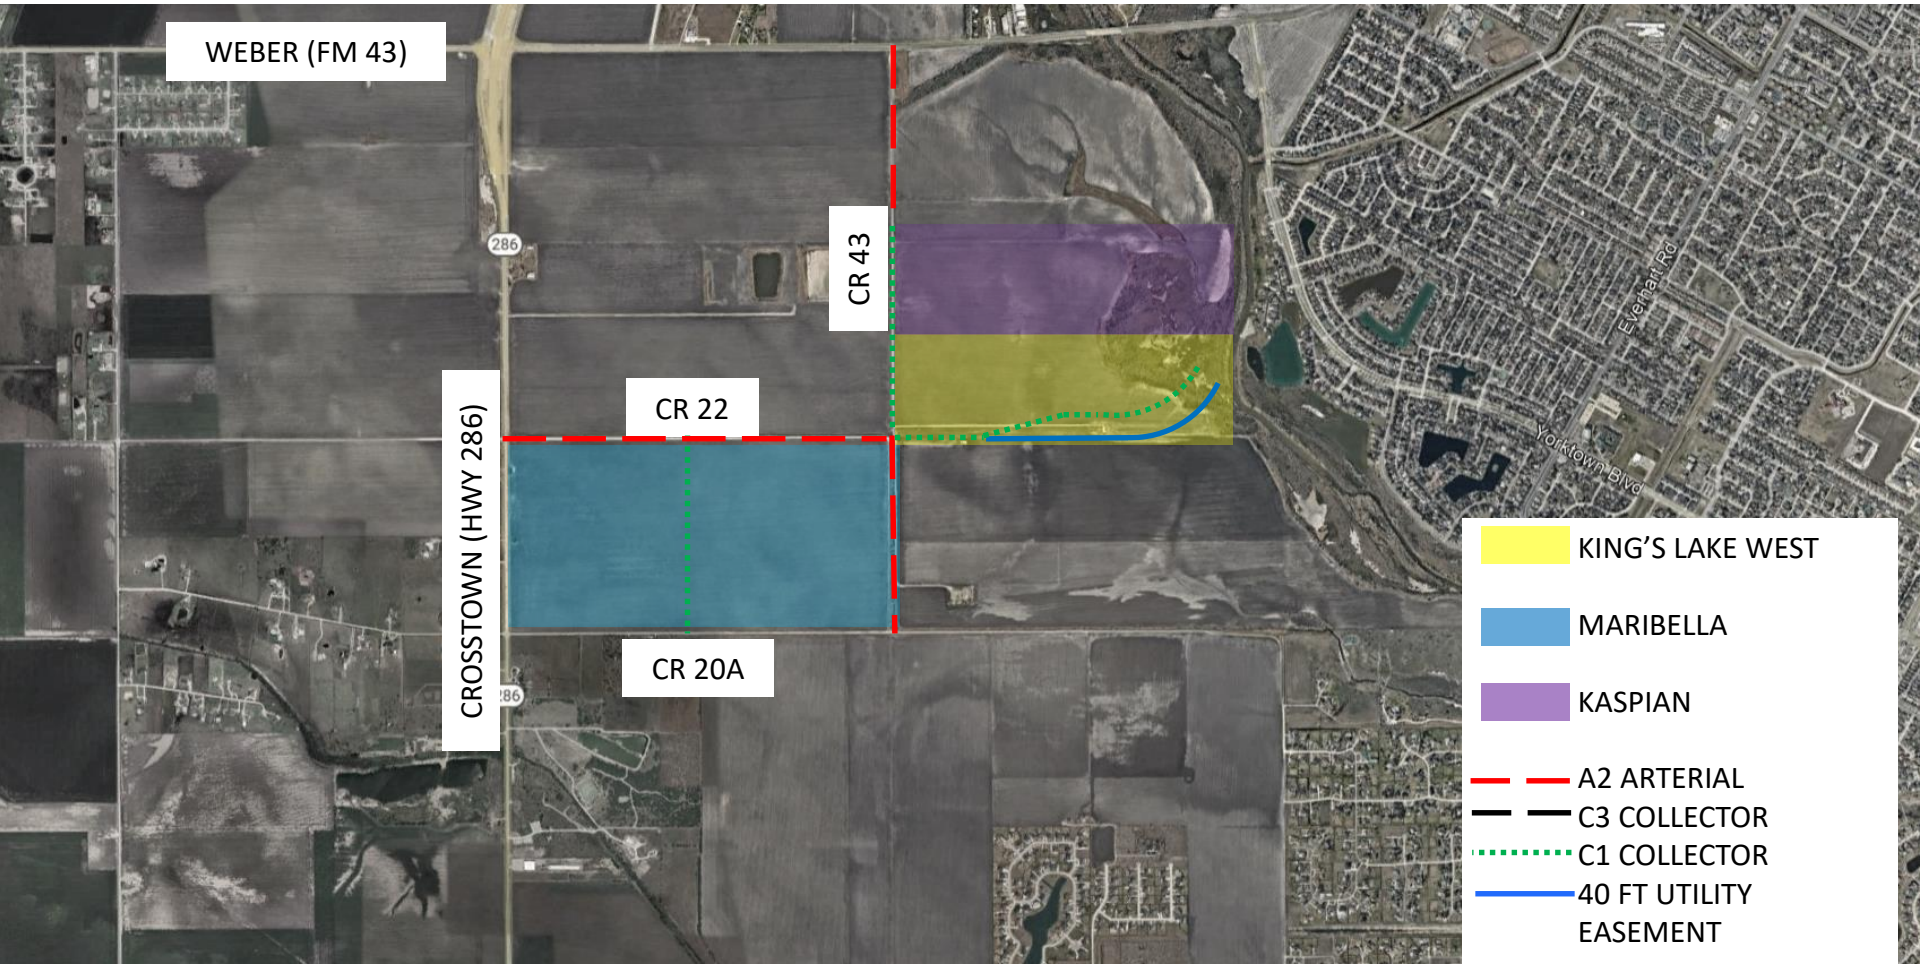 WEBER (FM 43)
286
CR 43
Everhart Rd
CR 22
CROSSTOWN (HWY 286)
Yorktown Blvd
CR 20A
286
KING'S LAKE WEST
MARIBELLA
KASPIAN
A2 ARTERIAL
C3 COLLECTOR
C1 COLLECTOR
40 FT UTILITY
EASEMENT